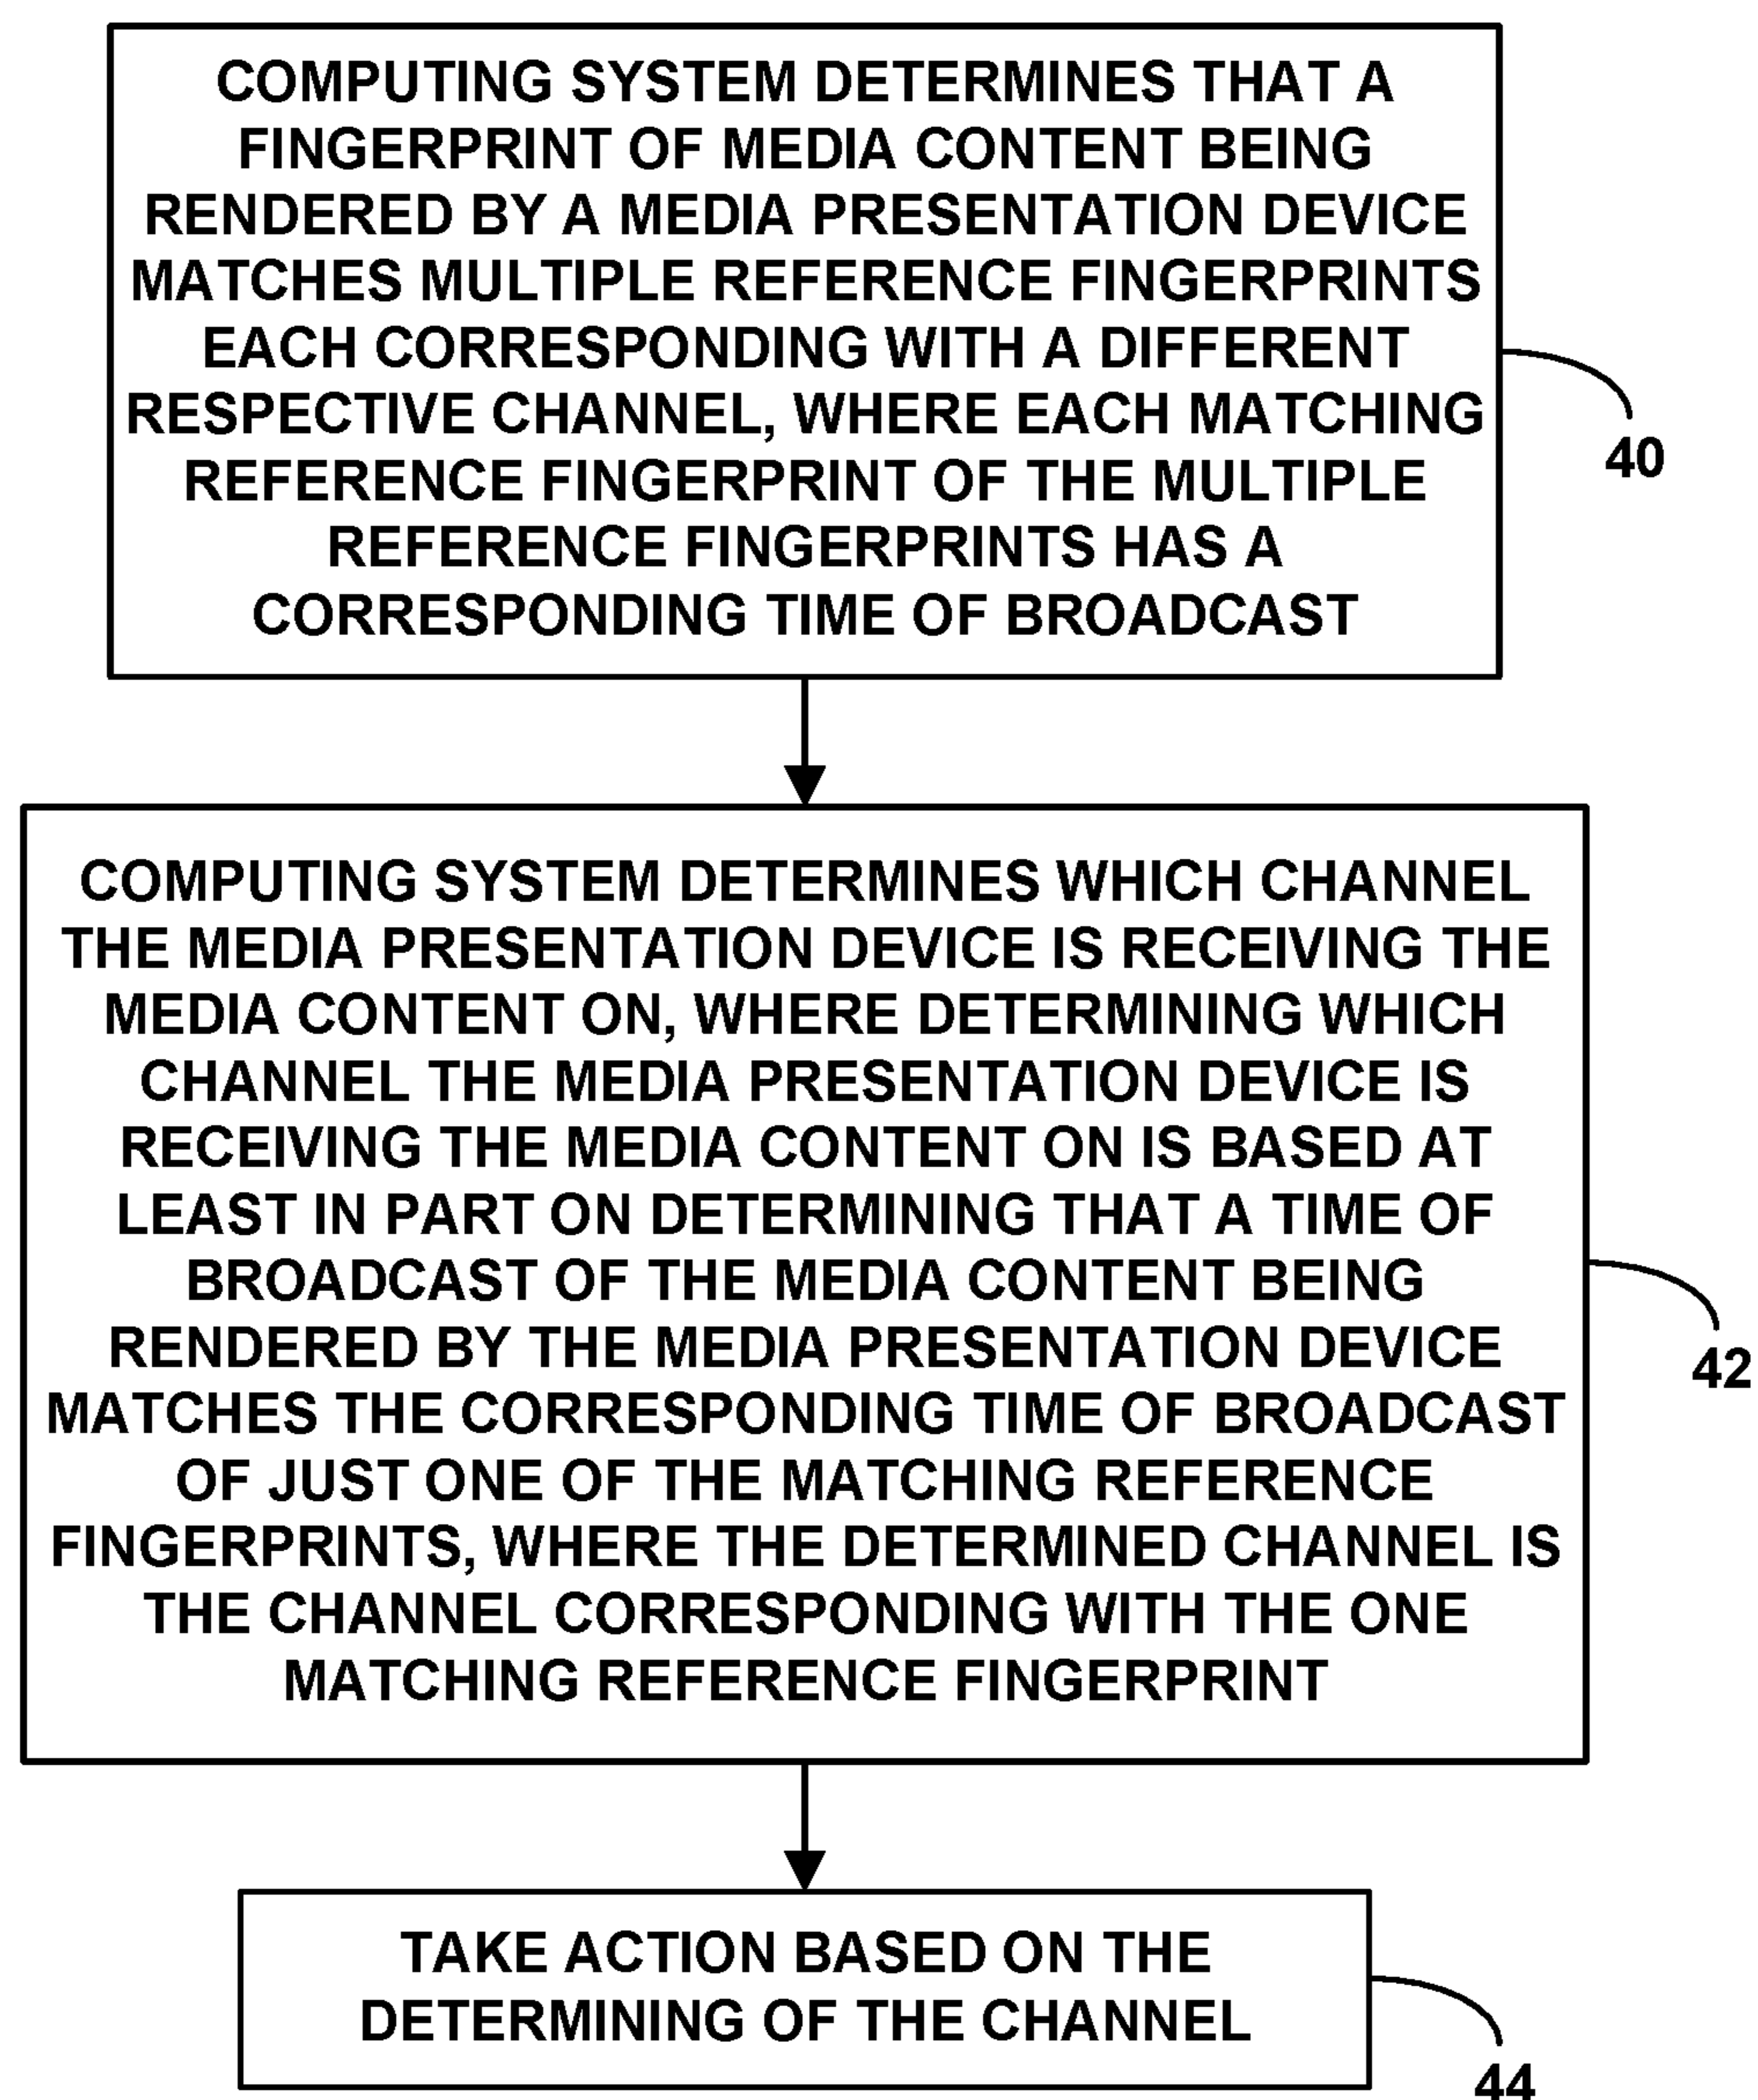 COMPUTING SYSTEM DETERMINES THAT A
FINGERPRINT OF MEDIA CONTENT BEING
RENDERED BY A MEDIA PRESENTATION DEVICE
MATCHES MULTIPLE REFERENCE FINGERPRINTS
EACH CORRESPONDING WITH A DIFFERENT
RESPECTIVE CHANNEL, WHERE EACH MATCHING
REFERENCE FINGERPRINT OF THE MULTIPLE
REFERENCE FINGERPRINTS HAS A
CORRESPONDING TIME OF BROADCAST
40
COMPUTING SYSTEM DETERMINES WHICH CHANNEL
THE MEDIA PRESENTATION DEVICE IS RECEIVING THE
MEDIA CONTENT ON, WHERE DETERMINING WHICH
CHANNEL THE MEDIA PRESENTATION DEVICE IS
RECEIVING THE MEDIA CONTENT ON IS BASED AT
LEAST IN PART ON DETERMINING THAT A TIME OF
BROADCAST OF THE MEDIA CONTENT BEING
RENDERED BY THE MEDIA PRESENTATION DEVICE
MATCHES THE CORRESPONDING TIME OF BROADCAST
OF JUST ONE OF THE MATCHING REFERENCE
FINGERPRINTS, WHERE THE DETERMINED CHANNEL IS
THE CHANNEL CORRESPONDING WITH THE ONE
MATCHING REFERENCE FINGERPRINT
42
TAKE ACTION BASED ON THE
DETERMINING OF THE CHANNEL
44